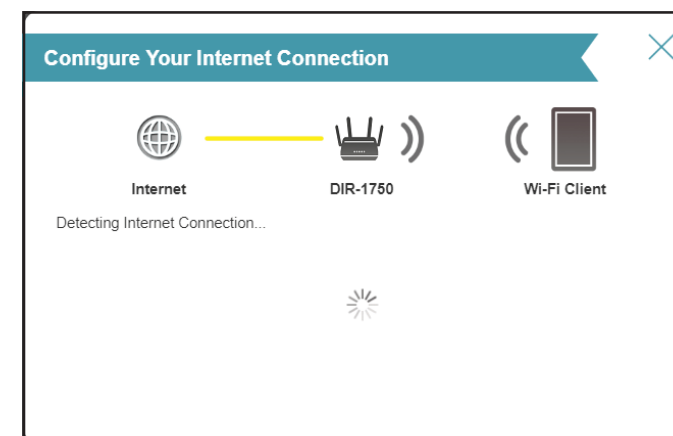 Configure Your Internet Connection
Internet DIR-1750 Wi-Fi Client
Detecting Internet Connection...